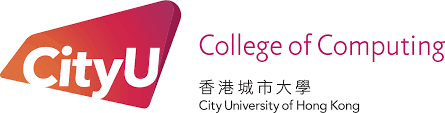 CityU
College of Computing
香港城市大學
City University of Hong Kong